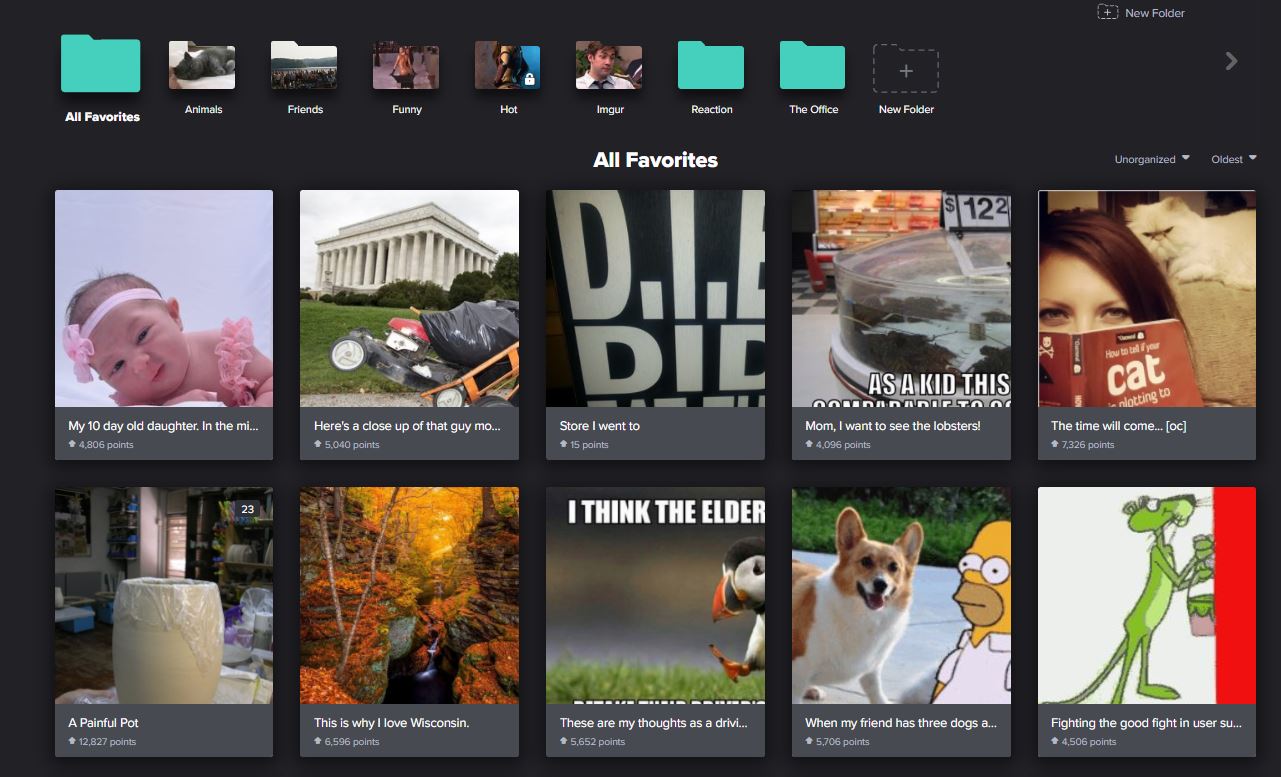 New Folder
All Favorites
Animals
Friends
Funny
Hot
Imgur
Reaction
The Office
New Folder
All Favorites
Unorganized
Oldest
$122
D.I.
DID
AS A KID THIS
COMPARABLE TO
How to tell if your
cat
is plotting to
My 10 day old daughter. In the mi...
4,806 points
Here's a close up of that guy mo...
5,040 points
Store I went to
15 points
Mom, I want to see the lobsters!
4,096 points
The time will come... [oc]
7,326 points
23
I THINK THE ELDER
RETAKE THEIR DRIVER'S
A Painful Pot
12,827 points
This is why I love Wisconsin.
6,596 points
These are my thoughts as a drivi...
5,652 points
When my friend has three dogs a...
5,706 points
Fighting the good fight in user su...
4,506 points